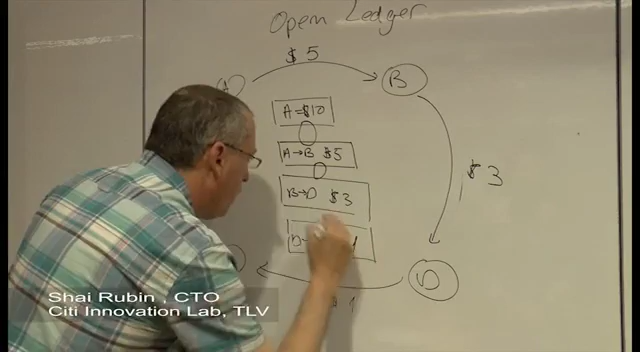 Open Ledger
$5
A
B
A=$10
A→B $5
$3
B→D $3
D
Shai Rubin , CTO
Citi Innovation Lab, TLV